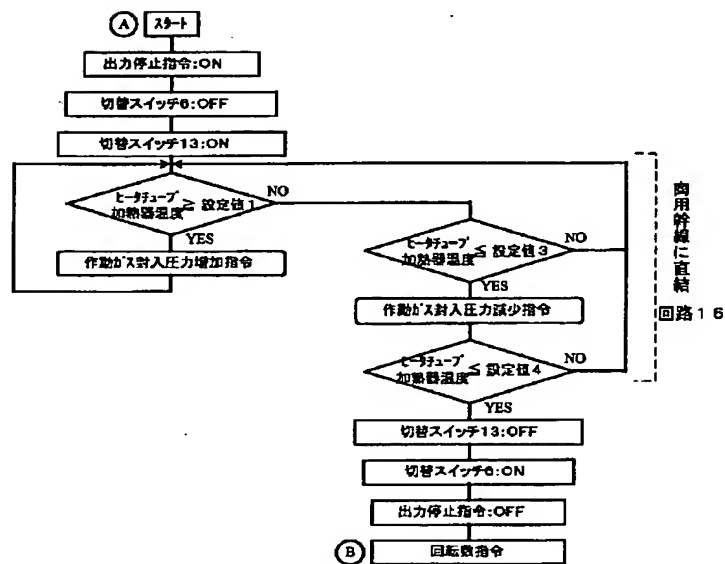 A スタート
出力停止指令:ON
切替スイッチ6:OFF
切替スイッチ13:ON
ヒータチューブ
加熱器温度 ≧ 設定値1
NO
YES
作動ガス封入圧力増加指令
ヒータチューブ
加熱器温度 ≦ 設定値3
NO
YES
作動ガス封入圧力減少指令
ヒータチューブ
加熱器温度 ≦ 設定値4
NO
YES
切替スイッチ13:OFF
切替スイッチ6:ON
出力停止指令:OFF
B 回転数指令
商用幹線に直結
回路16